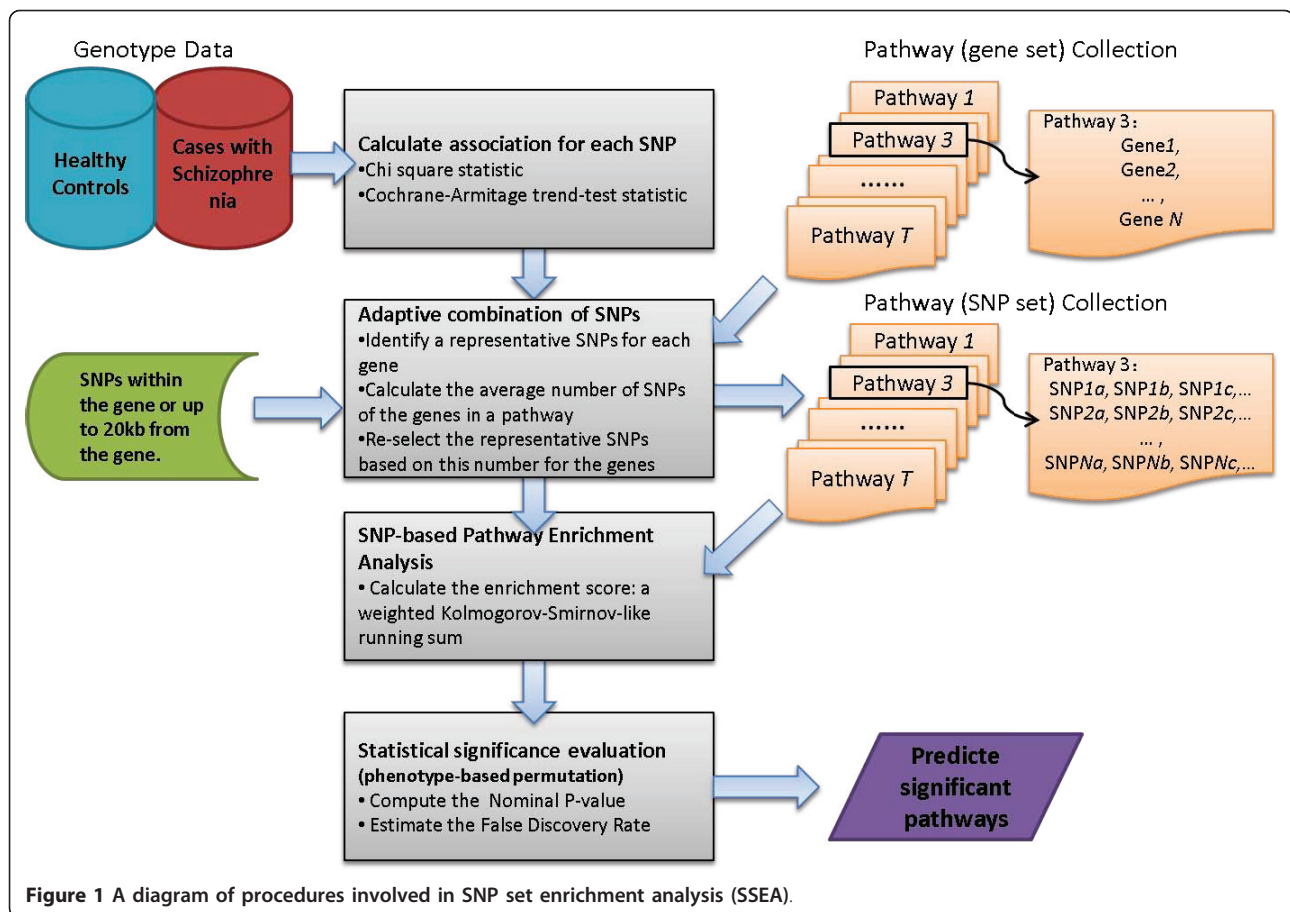 Genotype Data
Healthy
Controls
Cases with
Schizophre
nia
Calculate association for each SNP
•Chi square statistic
•Cochrane-Armitage trend-test statistic
Pathway (gene set) Collection
Pathway 1
Pathway 3
......
Pathway T
Pathway 3:
Gene1,
Gene2,
... ,
Gene N
SNPs within
the gene or up
to 20kb from
the gene.
Adaptive combination of SNPs
•Identify a representative SNPs for each
gene
•Calculate the average number of SNPs
of the genes in a pathway
•Re-select the representative SNPs
based on this number for the genes
Pathway (SNP set) Collection
Pathway 1
Pathway 3
......
Pathway T
Pathway 3:
SNP1a, SNP1b, SNP1c,...
SNP2a, SNP2b, SNP2c,...
... ,
SNPNa, SNPNb, SNPNc,...
SNP-based Pathway Enrichment
Analysis
• Calculate the enrichment score: a
weighted Kolmogorov-Smirnov-like
running sum
Statistical significance evaluation
(phenotype-based permutation)
• Compute the Nominal P-value
• Estimate the False Discovery Rate
Predicte
significant
pathways
Figure 1 A diagram of procedures involved in SNP set enrichment analysis (SSEA).